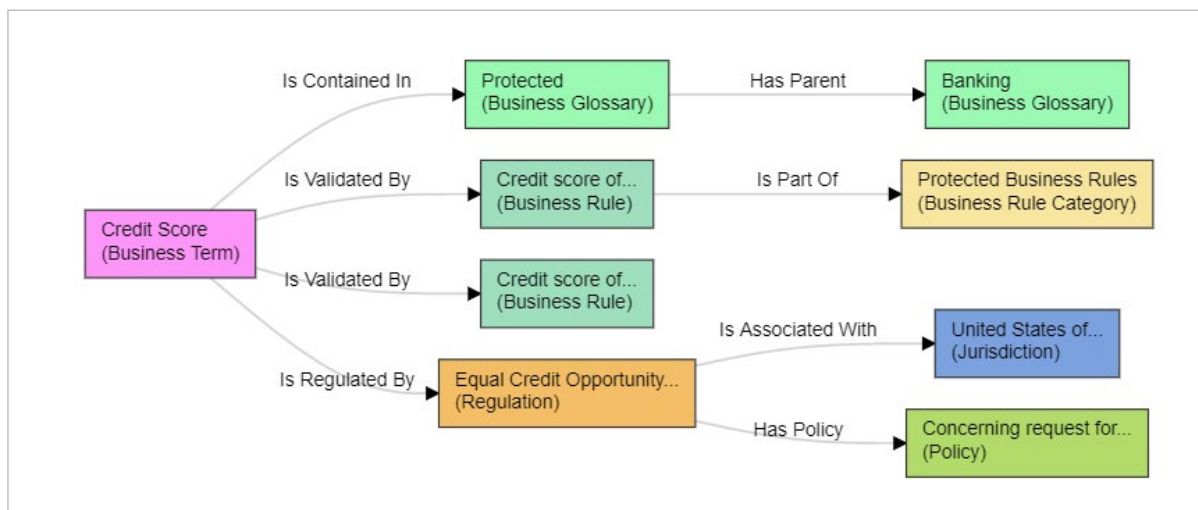 Is Contained In
Protected
(Business Glossary)
Has Parent
Banking
(Business Glossary)
Is Validated By
Credit score of...
(Business Rule)
Is Part Of
Protected Business Rules
(Business Rule Category)
Credit Score
(Business Term)
Is Validated By
Credit score of...
(Business Rule)
Is Associated With
United States of...
(Jurisdiction)
Is Regulated By
Equal Credit Opportunity...
(Regulation)
Has Policy
Concerning request for...
(Policy)